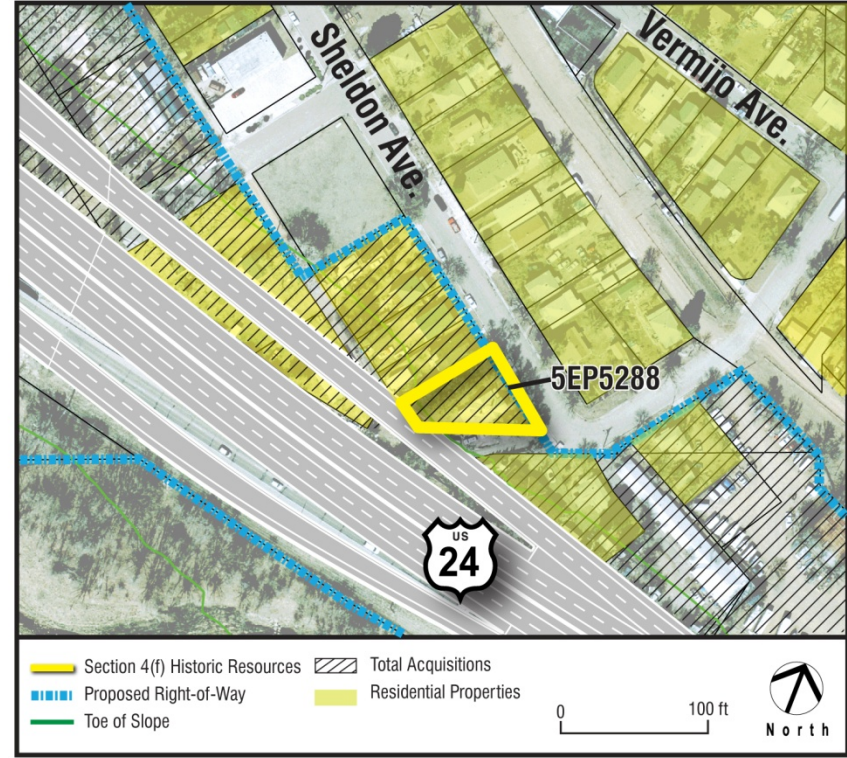 Sheldon Ave.
Vermijo Ave.
5EP5288
US
24
Section 4(f) Historic Resources
Total Acquisitions
Proposed Right-of-Way
Residential Properties
Toe of Slope
0
100 ft
North